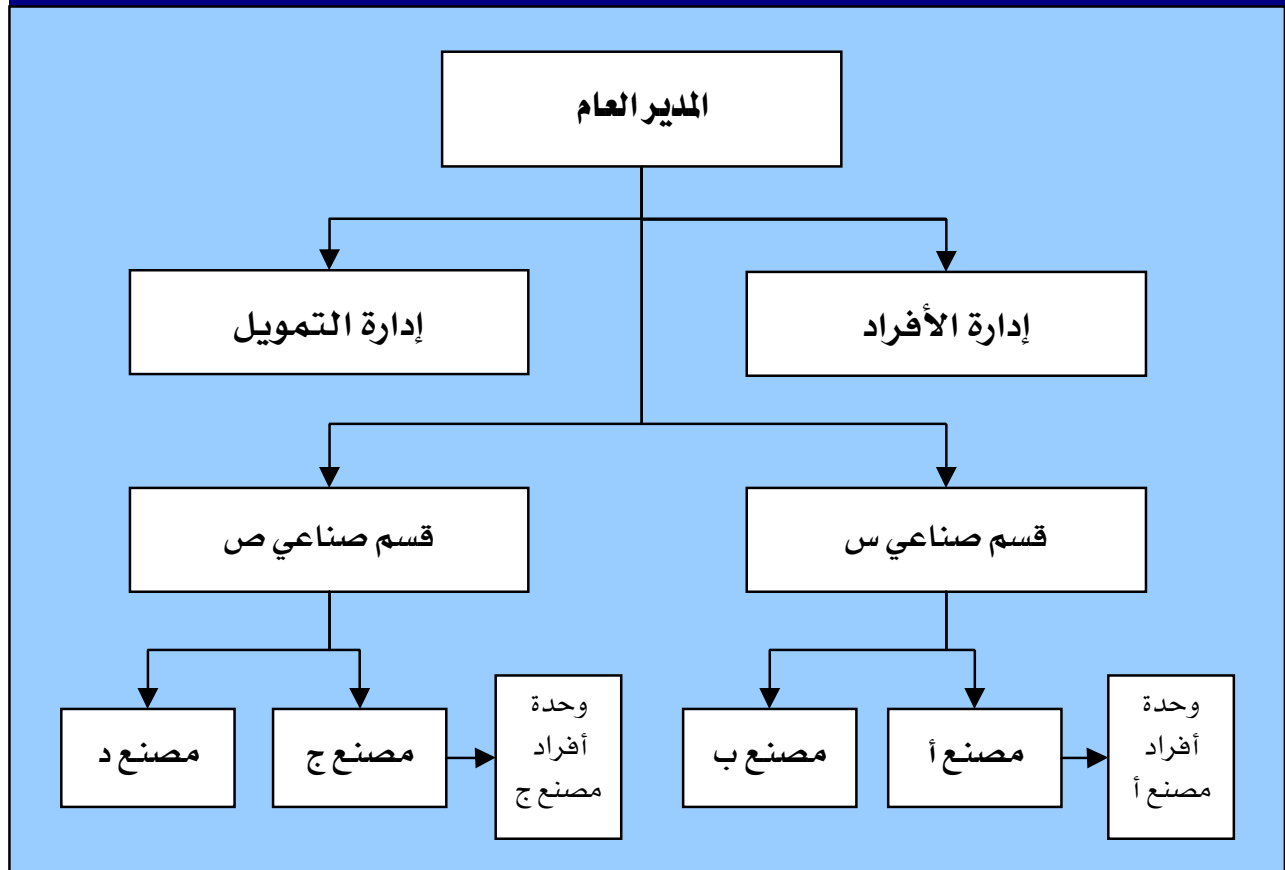 المدير العام
إدارة الأفراد
إدارة التمويل
قسم صناعي س
قسم صناعي ص
وحدة
أفراد
مصنع أ
مصنع أ
مصنع ب
وحدة
أفراد
مصنع ج
مصنع ج
مصنع د